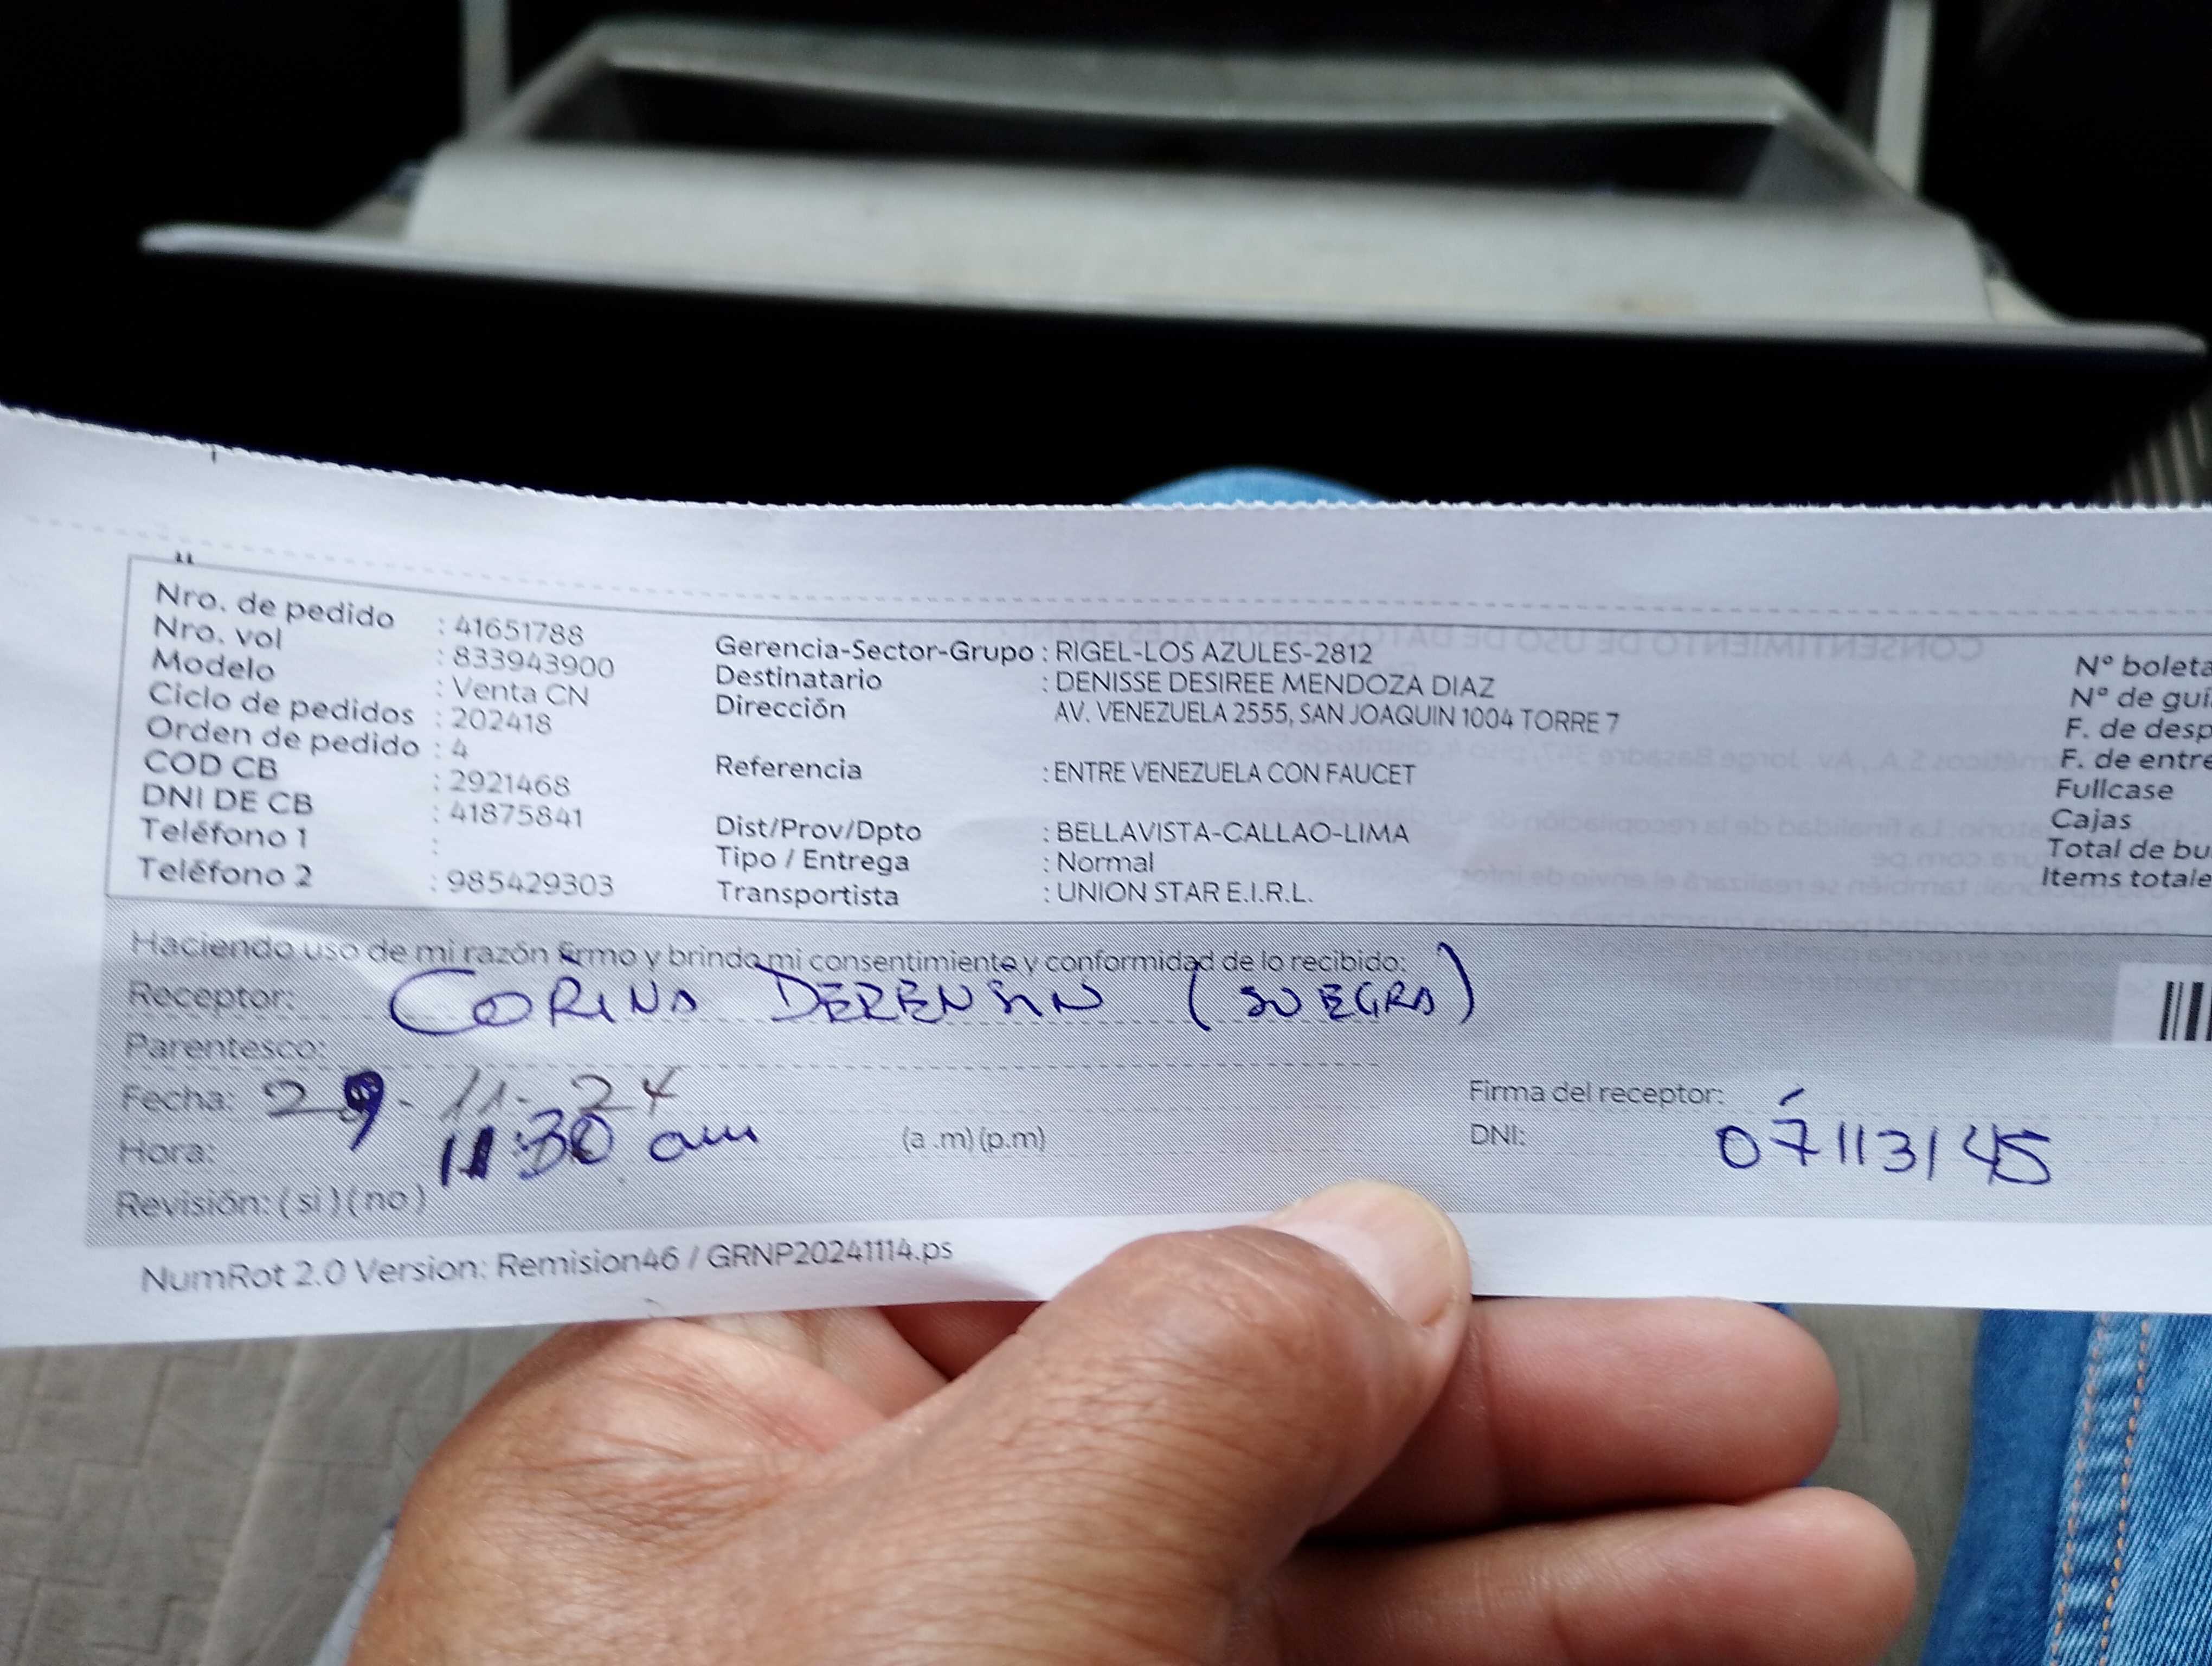 Nro. de pedido : 41651788
Nro. vol : 833943900
Modelo : Venta CN
Ciclo de pedidos : 202418
Orden de pedido : 4
COD CB : 2921468
DNI DE CB : 41875841
Teléfono 1 :
Teléfono 2 : 985429303
Gerencia-Sector-Grupo : RIGEL-LOS AZULES-2812
Destinatario : DENISSE DESIREE MENDOZA DIAZ
Dirección AV. VENEZUELA 2555, SAN JOAQUIN 1004 TORRE 7
Referencia : ENTRE VENEZUELA CON FAUCET
Dist/Prov/Dpto : BELLAVISTA-CALLAO-LIMA
Tipo / Entrega : Normal
Transportista : UNION STAR E.I.R.L.
N° boleta
N° de guí
F. de desp
F. de entre
Fullcase
Cajas
Total de bu
Items totale
Haciendo uso de mi razón firmo y brindo mi consentimiento y conformidad de lo recibido:
Receptor: CORINA (SUEGRA)
Parentesco:
Fecha: 29-11-24
Hora: 11:30 am (a .m) (p.m)
Revisión: ( si ) ( no )
Firma del receptor:
DNI: 07113145
NumRot 2.0 Version: Remision46 / GRNP20241114.ps